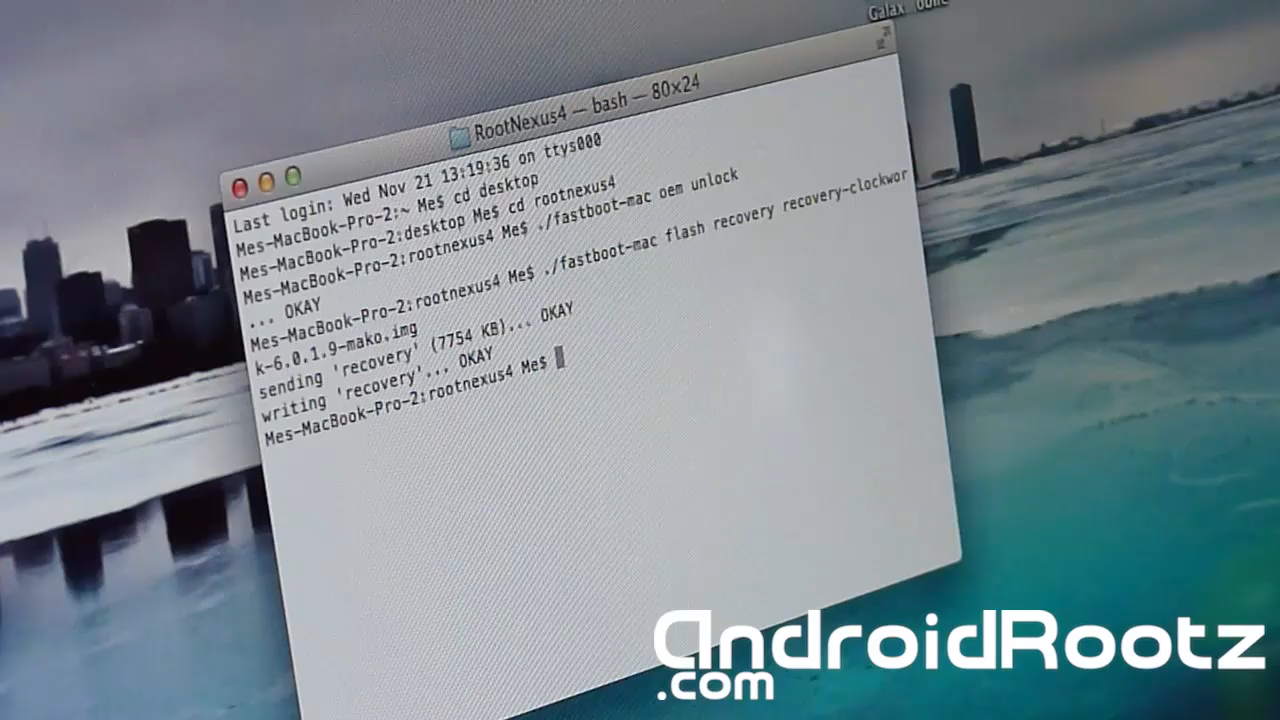 Galax
RootNexus4 — bash — 80×24
Last login: Wed Nov 21 13:19:36 on ttys000
Mes-MacBook-Pro-2:~ Me$ cd desktop
Mes-MacBook-Pro-2:desktop Me$ cd rootnexus4
Mes-MacBook-Pro-2:rootnexus4 Me$ ./fastboot-mac oem unlock
... OKAY
Mes-MacBook-Pro-2:rootnexus4 Me$ ./fastboot-mac flash recovery recovery-clockwor
k-6.0.1.9-mako.img
sending 'recovery' (7754 KB)... OKAY
writing 'recovery'... OKAY
Mes-MacBook-Pro-2:rootnexus4 Me$
androidRootz
.com